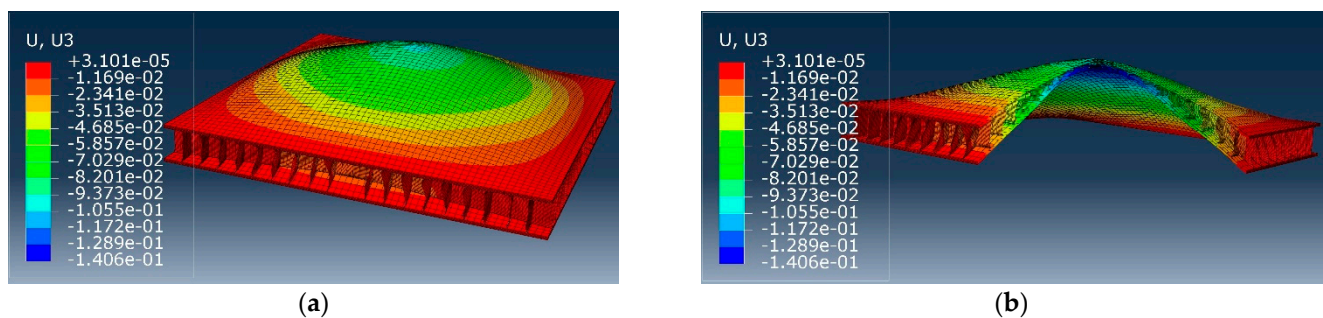 U, U3
+3.101e-05
-1.169e-02
-2.341e-02
-3.513e-02
-4.685e-02
-5.857e-02
-7.029e-02
-8.201e-02
-9.373e-02
-1.055e-01
-1.172e-01
-1.289e-01
-1.406e-01
(a)
U, U3
+3.101e-05
-1.169e-02
-2.341e-02
-3.513e-02
-4.685e-02
-5.857e-02
-7.029e-02
-8.201e-02
-9.373e-02
-1.055e-01
-1.172e-01
-1.289e-01
-1.406e-01
(b)